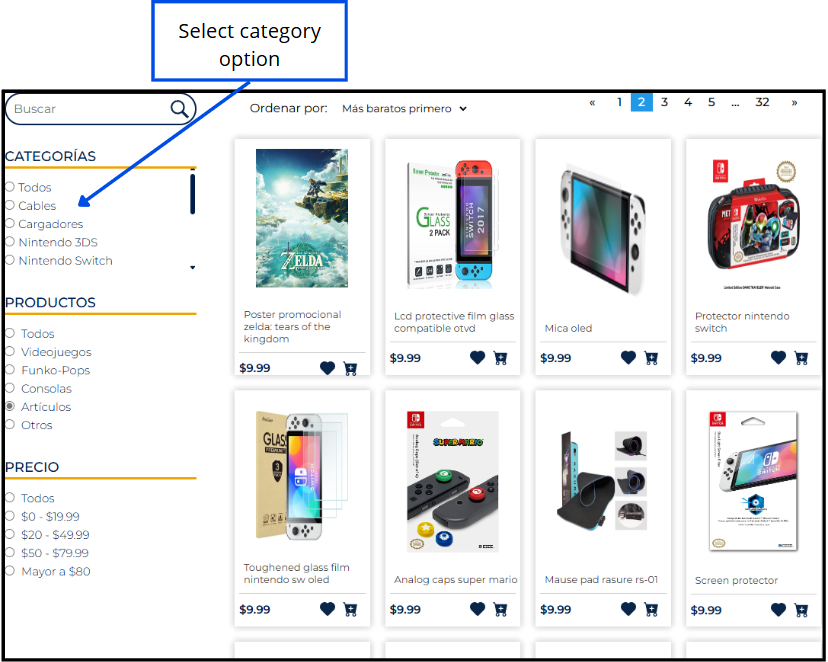 Select category
option
Buscar
Ordenar por: Más baratos primero
« 1 2 3 4 5 ... 32 »
CATEGORÍAS
Todos
Cables
Cargadores
Nintendo 3DS
Nintendo Switch
PRODUCTOS
Todos
Videojuegos
Funko-Pops
Consolas
Artículos
Otros
PRECIO
Todos
$0 - $19.99
$20 - $49.99
$50 - $79.99
Mayor a $80
ZELDA
Poster promocional
zelda: tears of the
kingdom
$9.99
GLASS
2 PACK
SWITCH
2017
Lcd protective film glass
compatible otvd
$9.99
Mica oled
$9.99
MET
Protector nintendo
switch
$9.99
GLAS
3
Toughened glass film
nintendo sw oled
$9.99
SUPER MARIO
Analog caps super mario
$9.99
Mause pad rasure rs-01
$9.99
SWITCH
Screen protector
$9.99